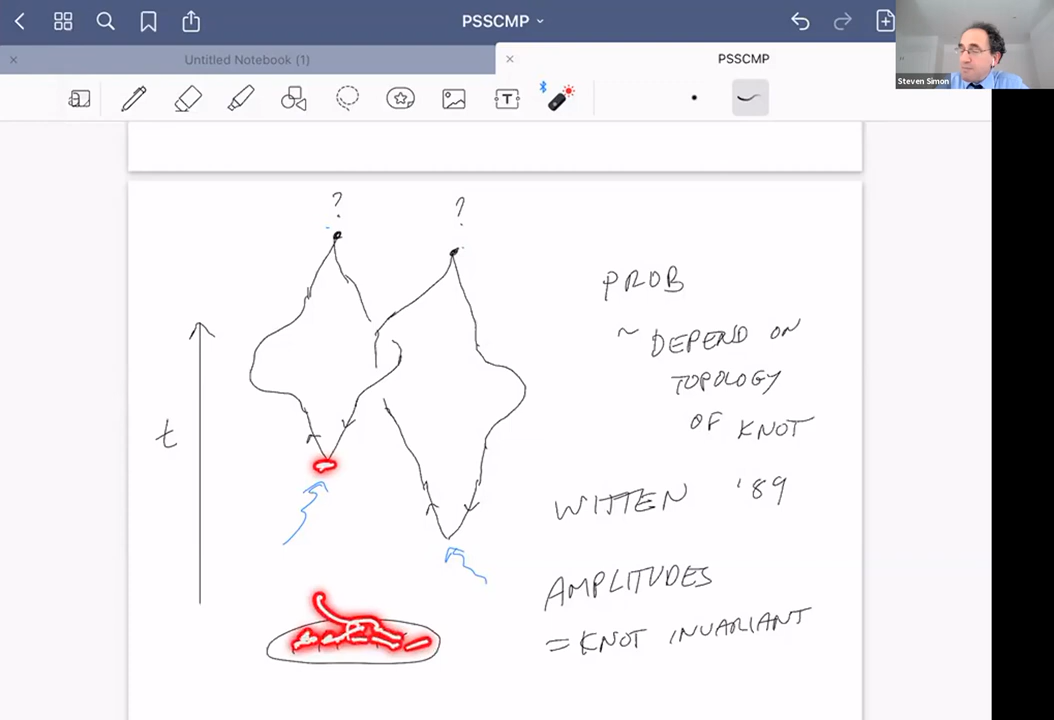 PSSCMP
Untitled Notebook (1)
PSSCMP
Steven Simon
T
? ?
PROB
~ DEPEND ON
TOPOLOGY
OF KNOT
t
WITTEN '89
AMPLITUDES
= KNOT INVARIANT